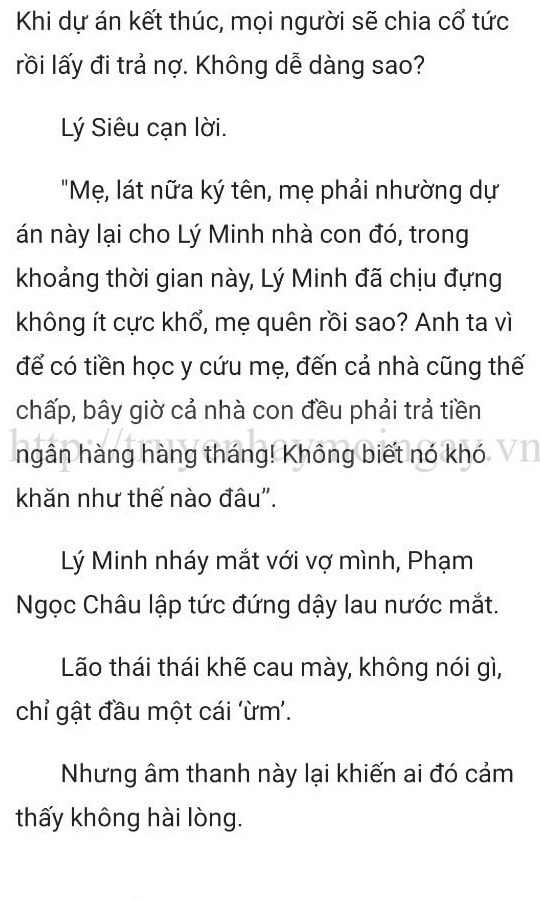 Khi dự án kết thúc, mọi người sẽ chia cổ tức
rồi lấy đi trả nợ. Không dễ dàng sao?
Lý Siêu cạn lời.
"Mẹ, lát nữa ký tên, mẹ phải nhường dự
án này lại cho Lý Minh nhà con đó, trong
khoảng thời gian này, Lý Minh đã chịu đựng
không ít cực khổ, mẹ quên rồi sao? Anh ta vì
để có tiền học y cứu mẹ, đến cả nhà cũng thế
chấp, bây giờ cả nhà con đều phải trả tiền
http://truyenhaymoingay.vn
ngân hàng hàng tháng! Không biết nó khó
khăn như thế nào đâu”.
Lý Minh nháy mắt với vợ mình, Phạm
Ngọc Châu lập tức đứng dậy lau nước mắt.
Lão thái thái khẽ cau mày, không nói gì,
chỉ gật đầu một cái ‘ừm’.
Nhưng âm thanh này lại khiến ai đó cảm
thấy không hài lòng.